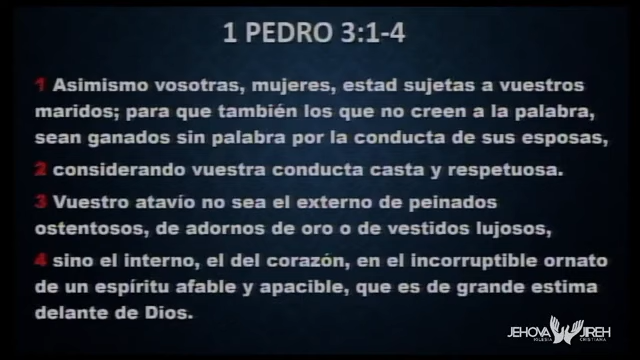 1 PEDRO 3:1-4
1 Asimismo vosotras, mujeres, estad sujetas a vuestros
maridos; para que también los que no creen a la palabra,
sean ganados sin palabra por la conducta de sus esposas,
2 considerando vuestra conducta casta y respetuosa.
3 Vuestro atavío no sea el externo de peinados
ostentosos, de adornos de oro o de vestidos lujosos,
4 sino el interno, el del corazón, en el incorruptible ornato
de un espíritu afable y apacible, que es de grande estima
delante de Dios.
JEHOVA JIREH
IGLESIA CRISTIANA